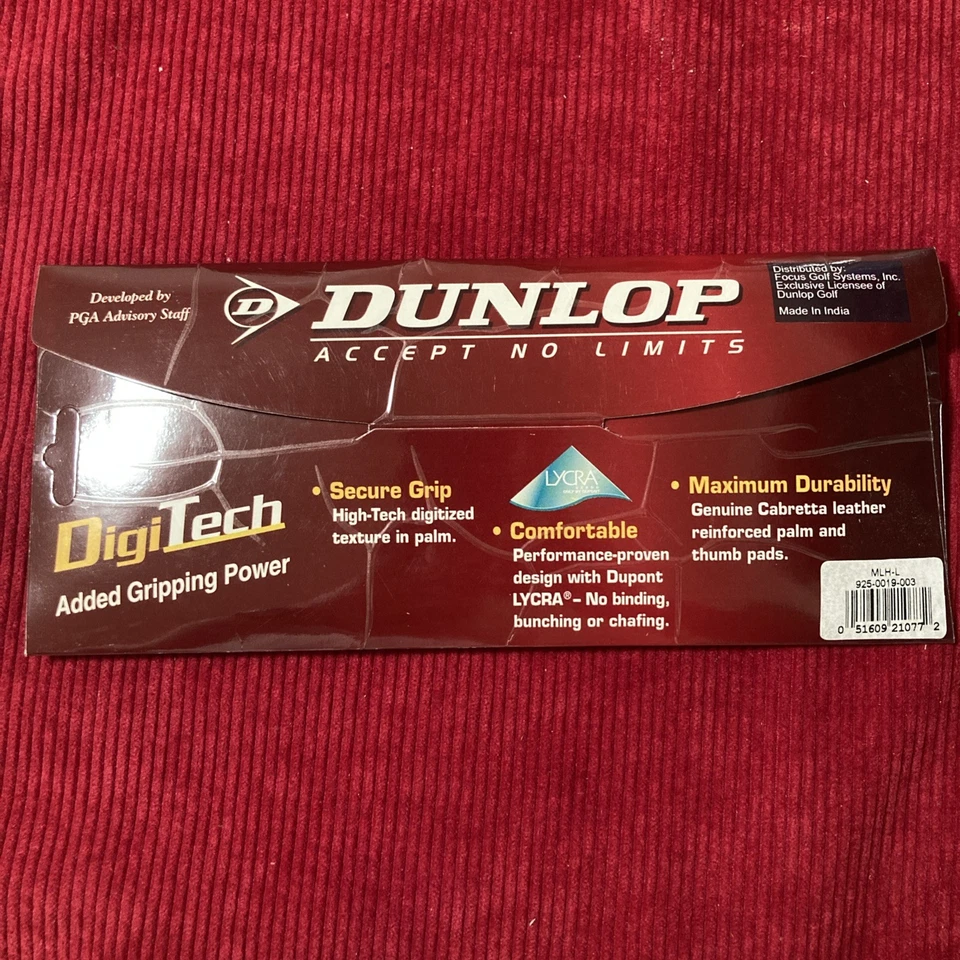 Developed by
PGA Advisory Staff
D
DUNLOP
ACCEPT NO LIMITS
Distributed by:
Focus Golf Systems, Inc.
Exclusive Licensee of
Dunlop Golf
Made In India
DigiTech
Added Gripping Power
• Secure Grip
High-Tech digitized
texture in palm.
LYCRA
• Comfortable
Performance-proven
design with Dupont
LYCRA® – No binding,
bunching or chafing.
• Maximum Durability
Genuine Cabretta leather
reinforced palm and
thumb pads.
MLH-L
925-0019-003
0 51609 21077 2